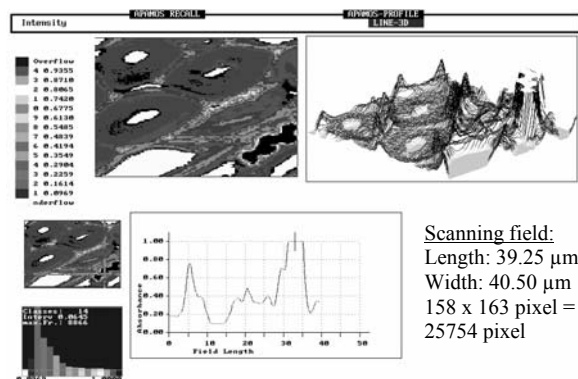 APAMOS RECALL
APAMOS-PROFILE
LINE-3D
Intensity
Overflow
4 0.9355
3 0.8710
2 0.8065
1 0.7420
0 0.6775
9 0.6130
8 0.5485
7 0.4839
6 0.4194
5 0.3549
4 0.2904
3 0.2259
2 0.1614
1 0.0969
nderflow
Scanning field:
Length: 39.25 µm
Width: 40.50 µm
158 x 163 pixel =
25754 pixel
1.00
0.80
0.60
0.40
0.20
0.00
Absorbance
0 10 20 30 40 50
Field Length
Classes: 14
Interv 0.0645
max.Fr.: 8866